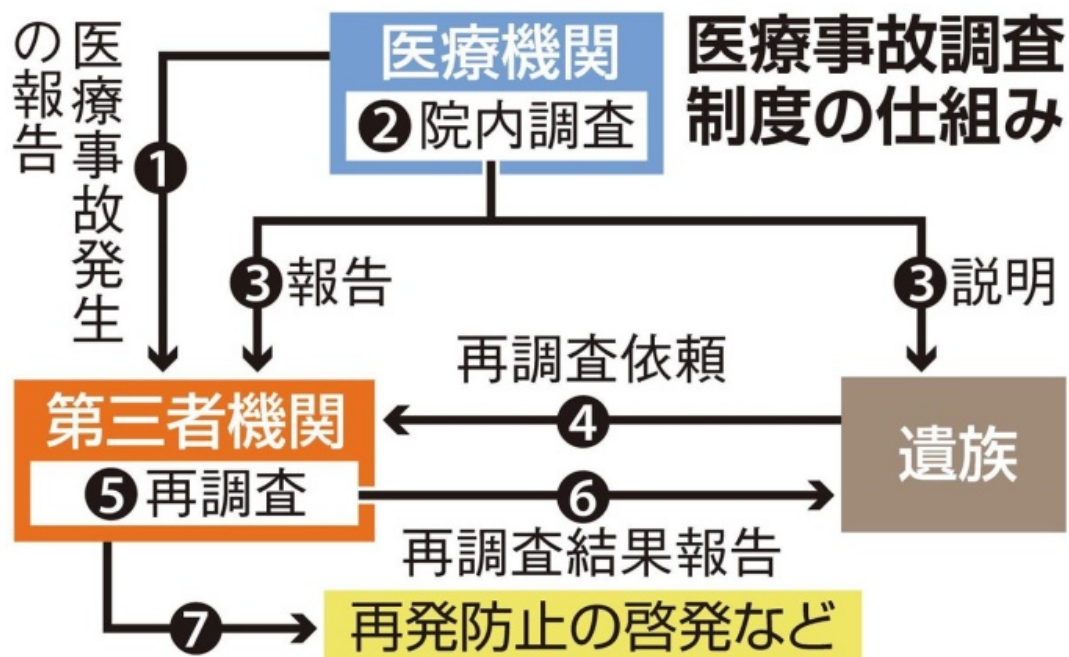 医療事故調査
制度の仕組み
医療機関
❷院内調査
医療事故発生
の報告
❶
❸報告
❸説明
再調査依頼
❹
第三者機関
❺再調査
遺族
❻
再調査結果報告
❼
再発防止の啓発など